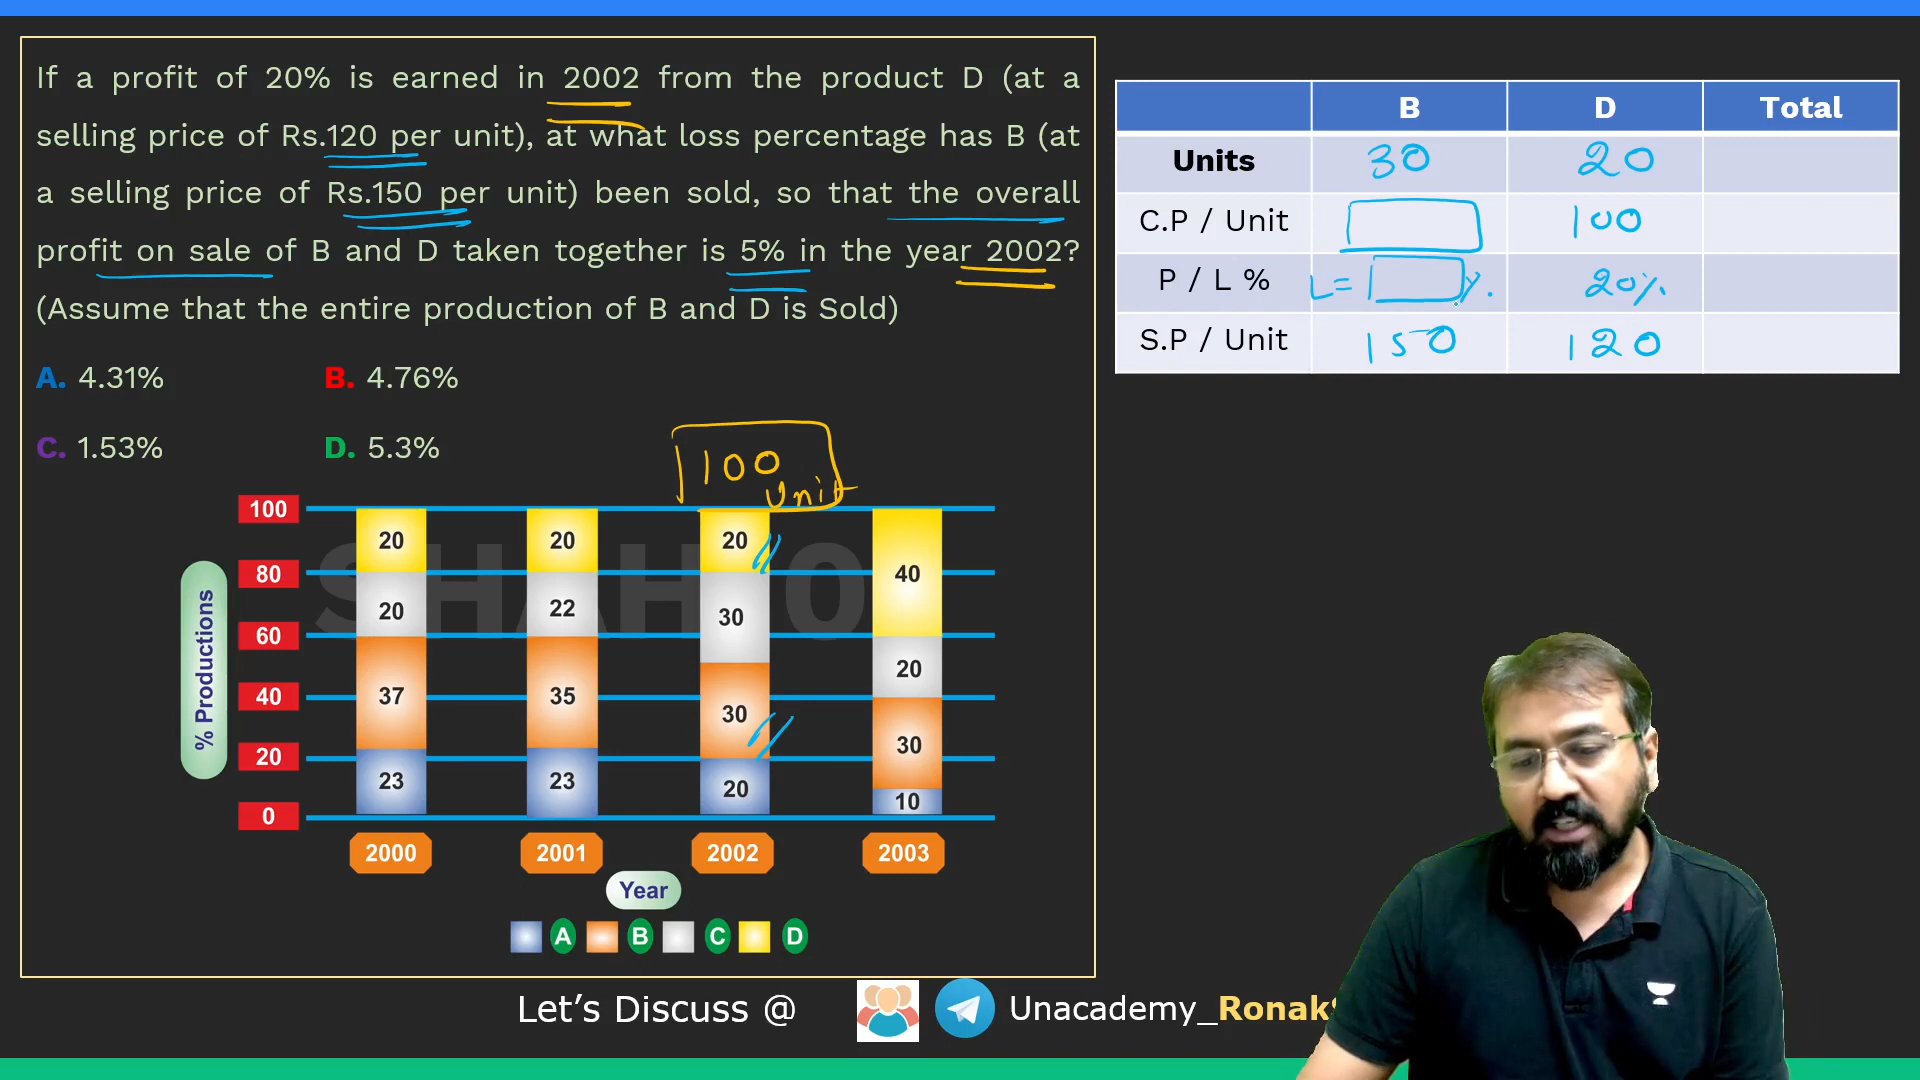 If a profit of 20% is earned in 2002 from the product D (at a
selling price of Rs.120 per unit), at what loss percentage has B (at
a selling price of Rs.150 per unit) been sold, so that the overall
profit on sale of B and D taken together is 5% in the year 2002?
(Assume that the entire production of B and D is Sold)
A. 4.31%
B. 4.76%
C. 1.53%
D. 5.3%
B D Total
Units 30 20
C.P / Unit 100
P / L % L= %. 20%.
S.P / Unit 150 120
100
Unit
100
80
60
40
20
0
% Productions
20 20 20 40
20 22 30 20
37 35 30 30
23 23 20 10
2000 2001 2002 2003
Year
A B C D
Let’s Discuss @ Unacademy_Ronak